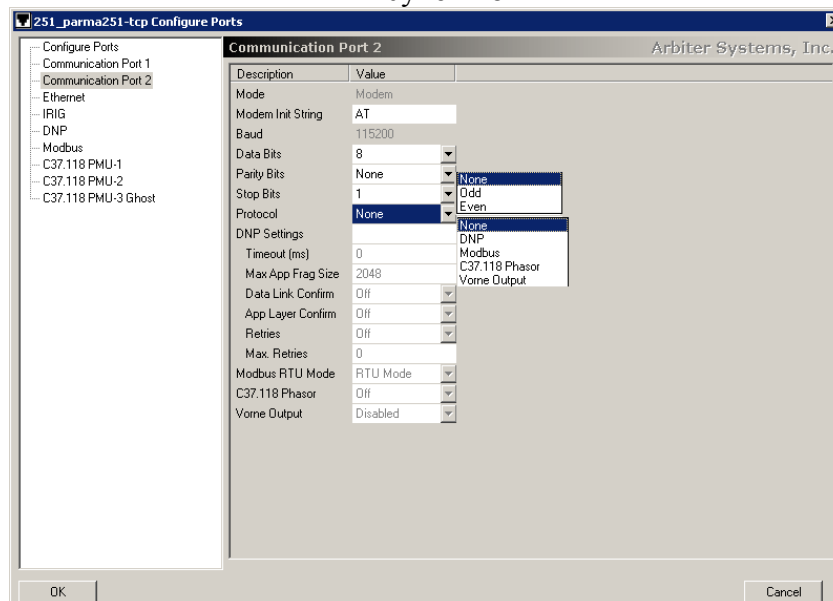 251_parma251-tcp Configure Ports
Configure Ports
Communication Port 1
Communication Port 2
Ethernet
IRIG
DNP
Modbus
C37.118 PMU-1
C37.118 PMU-2
C37.118 PMU-3 Ghost
Communication Port 2 Arbiter Systems, Inc.
Description Value
Mode Modem
Modem Init String AT
Baud 115200
Data Bits 8
Parity Bits None
Stop Bits 1
Protocol None
DNP Settings
Timeout (ms) 0
Max App Frag Size 2048
Data Link Confirm Off
App Layer Confirm Off
Retries Off
Max. Retries 0
Modbus RTU Mode RTU Mode
C37.118 Phasor Off
Vorne Output Disabled
None
Odd
Even
None
DNP
Modbus
C37.118 Phasor
Vorne Output
OK Cancel